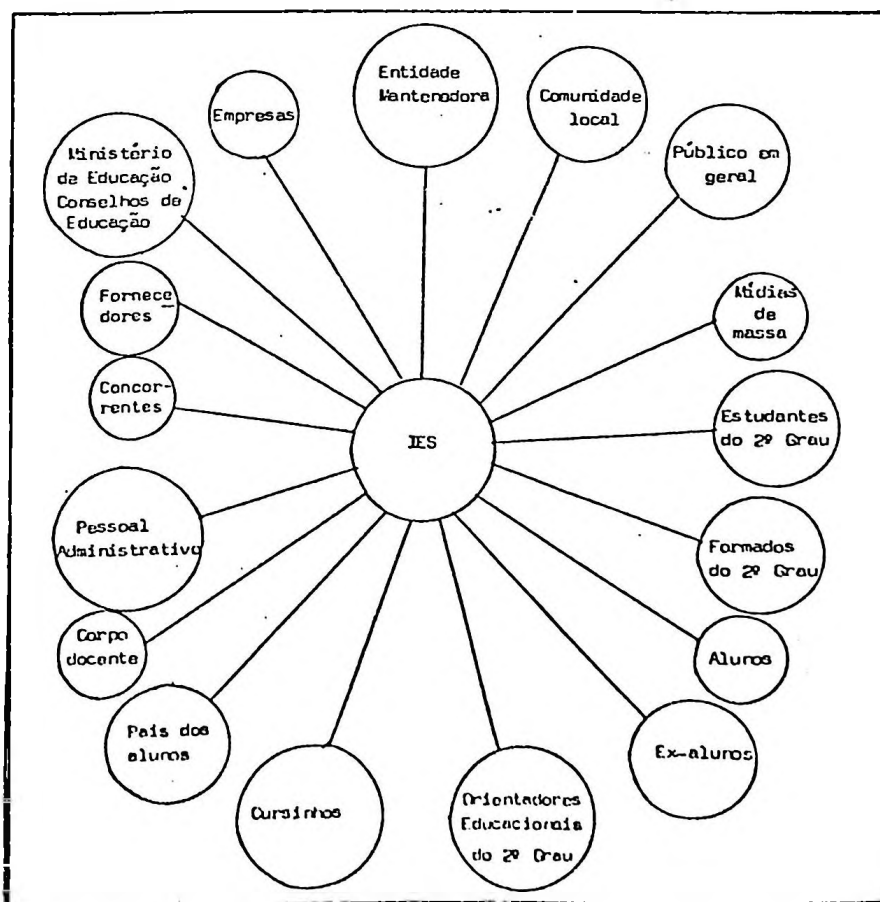 Entidade
Mantenedora
Comunidade
local
Empresas
Ministério
de Educação
Conselhos de
Educação
Público em
geral
Fornece
dores
Mídias
de
massa
Concor-
rentes
Estudantes
do 2º Grau
IES
Pessoal
Administrativo
Formados
do 2º Grau
Corpo
docente
Alunos
Pais dos
alunos
Ex-alunos
Cursinhos
Orientadores
Educacionais
do 2º Grau